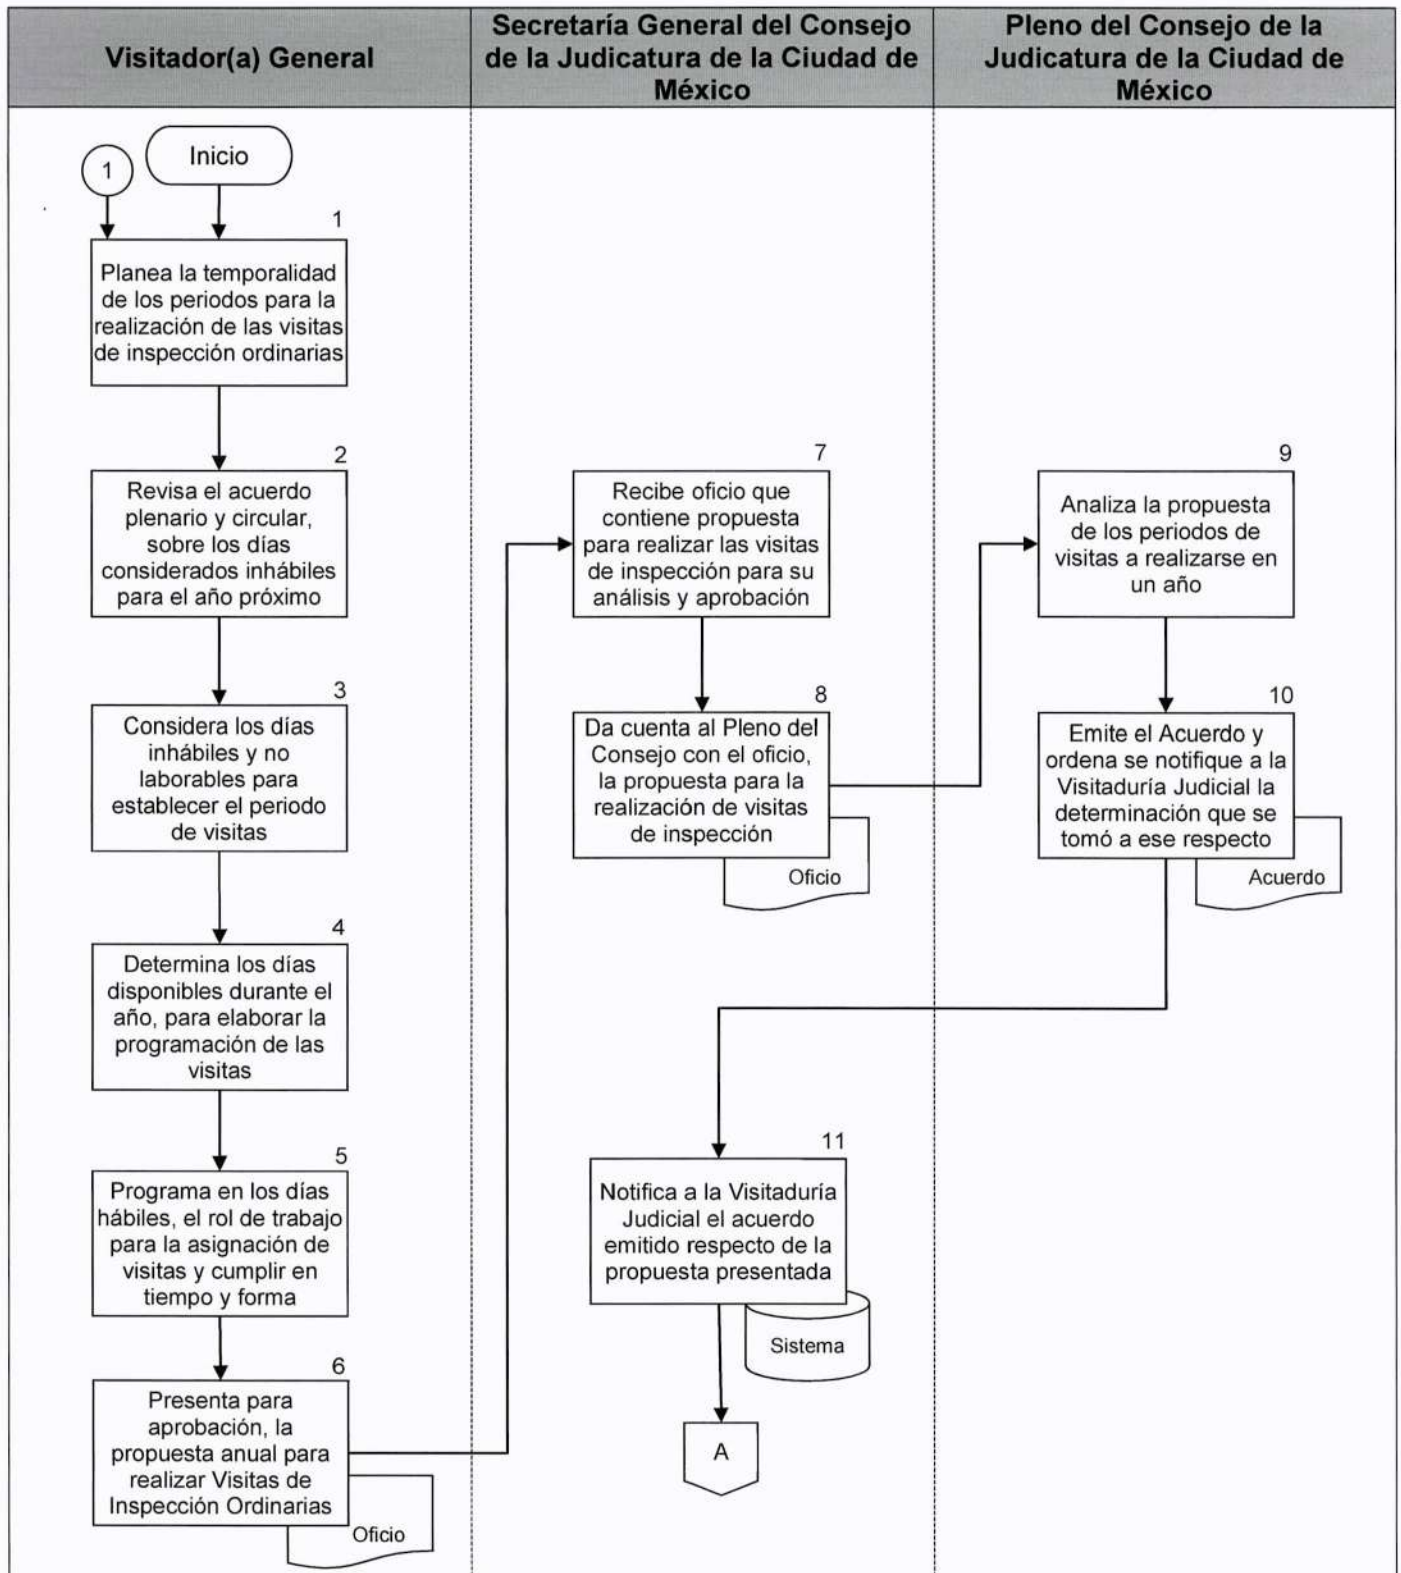 Visitador(a) General
Secretaría General del Consejo
de la Judicatura de la Ciudad de
México
Pleno del Consejo de la
Judicatura de la Ciudad de
México
1
Inicio
1
Planea la temporalidad
de los periodos para la
realización de las visitas
de inspección ordinarias
2
Revisa el acuerdo
plenario y circular,
sobre los días
considerados inhábiles
para el año próximo
3
Considera los días
inhábiles y no
laborables para
establecer el periodo
de visitas
4
Determina los días
disponibles durante el
año, para elaborar la
programación de las
visitas
5
Programa en los días
hábiles, el rol de trabajo
para la asignación de
visitas y cumplir en
tiempo y forma
6
Presenta para
aprobación, la
propuesta anual para
realizar Visitas de
Inspección Ordinarias
Oficio
7
Recibe oficio que
contiene propuesta
para realizar las visitas
de inspección para su
análisis y aprobación
8
Da cuenta al Pleno del
Consejo con el oficio,
la propuesta para la
realización de visitas
de inspección
Oficio
9
Analiza la propuesta
de los periodos de
visitas a realizarse en
un año
10
Emite el Acuerdo y
ordena se notifique a la
Visitaduría Judicial la
determinación que se
tomó a ese respecto
Acuerdo
11
Notifica a la Visitaduría
Judicial el acuerdo
emitido respecto de la
propuesta presentada
Sistema
A